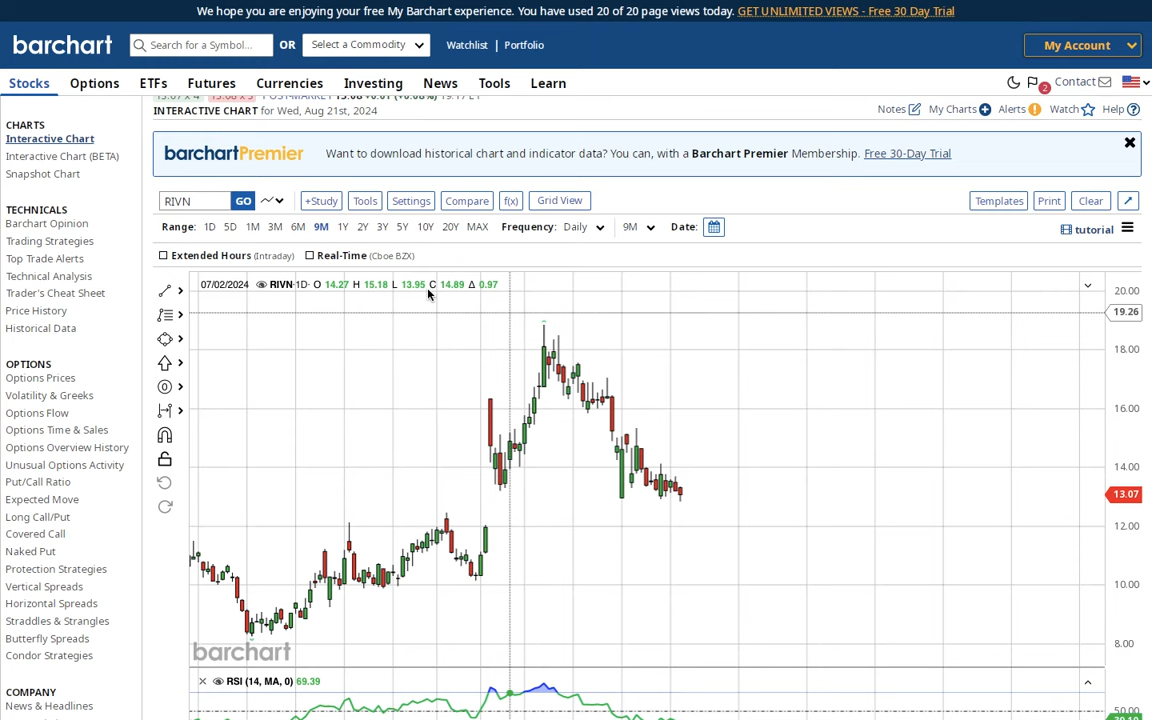 We hope you are enjoying your free My Barchart experience. You have used 20 of 20 page views today. GET UNLIMITED VIEWS - Free 30 Day Trial
barchart Search for a Symbol... OR Select a Commodity Watchlist | Portfolio My Account
Stocks Options ETFs Futures Currencies Investing News Tools Learn 2 Contact
INTERACTIVE CHART for Wed, Aug 21st, 2024 Notes My Charts Alerts Watch Help
barchartPremier Want to download historical chart and indicator data? You can, with a Barchart Premier Membership. Free 30-Day Trial
RIVN GO +Study Tools Settings Compare f(x) Grid View Templates Print Clear
Range: 1D 5D 1M 3M 6M 9M 1Y 2Y 3Y 5Y 10Y 20Y MAX Frequency: Daily 9M Date: tutorial
Extended Hours (Intraday) Real-Time (Cboe BZX)
07/02/2024 RIVN·1D· O 14.27 H 15.18 L 13.95 C 14.89 Δ 0.97
20.00
19.26
18.00
16.00
14.00
13.07
12.00
10.00
8.00
barchart
RSI (14, MA, 0) 69.39
50.00
CHARTS
Interactive Chart
Interactive Chart (BETA)
Snapshot Chart
TECHNICALS
Barchart Opinion
Trading Strategies
Top Trade Alerts
Technical Analysis
Trader's Cheat Sheet
Price History
Historical Data
OPTIONS
Options Prices
Volatility & Greeks
Options Flow
Options Time & Sales
Options Overview History
Unusual Options Activity
Put/Call Ratio
Expected Move
Long Call/Put
Covered Call
Naked Put
Protection Strategies
Vertical Spreads
Horizontal Spreads
Straddles & Strangles
Butterfly Spreads
Condor Strategies
COMPANY
News & Headlines